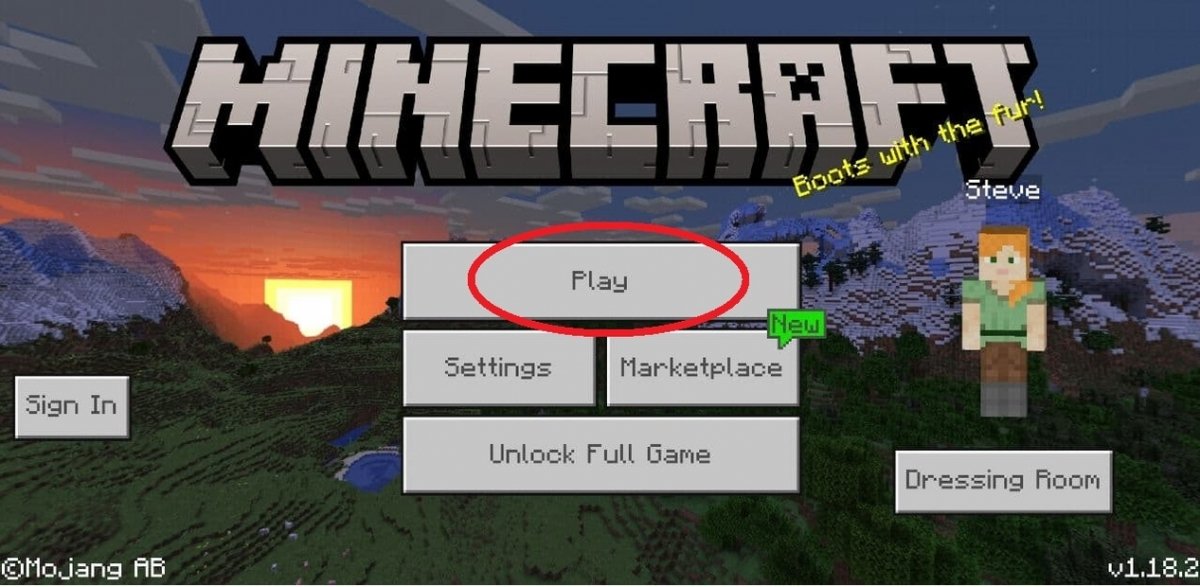 MINECRAFT
Boots with the fur!
Steve
Play
New
Settings
Marketplace
Sign In
Unlock Full Game
Dressing Room
©Mojang AB
v1.18.2